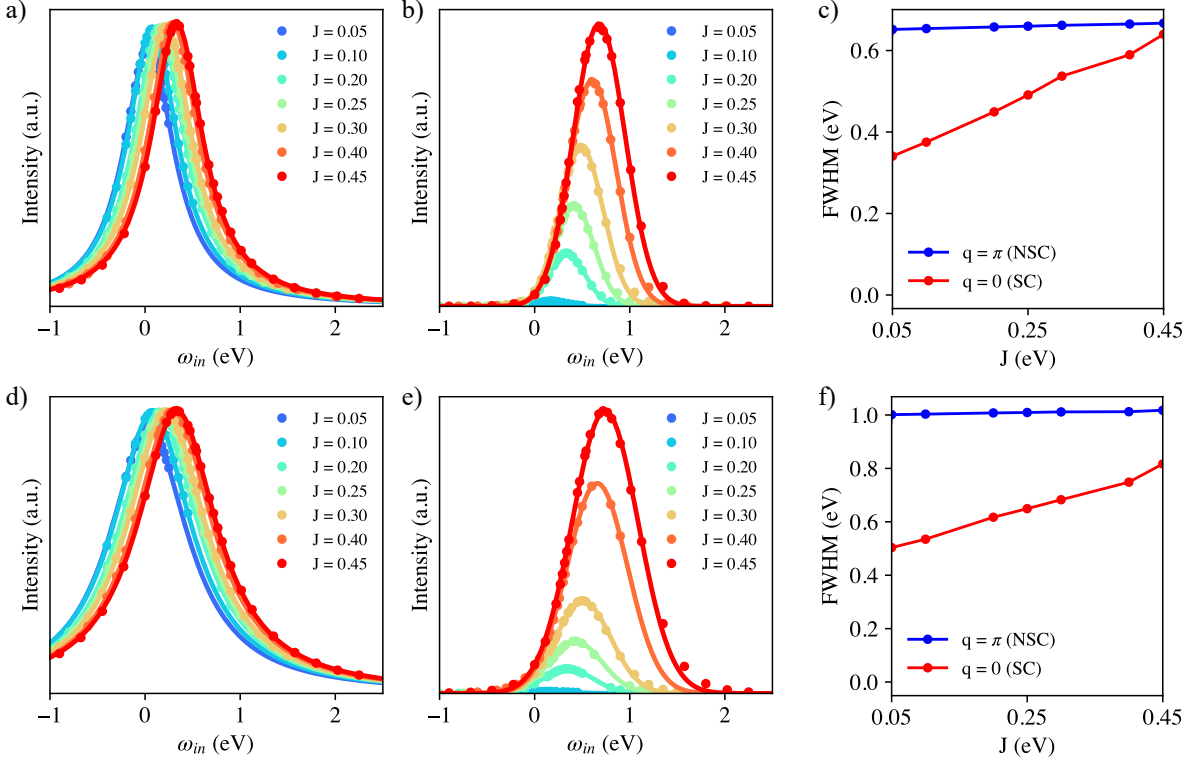 a)
Intensity (a.u.)
J = 0.05
J = 0.10
J = 0.20
J = 0.25
J = 0.30
J = 0.40
J = 0.45
−1
0
1
2
ω_in (eV)
b)
Intensity (a.u.)
J = 0.05
J = 0.10
J = 0.20
J = 0.25
J = 0.30
J = 0.40
J = 0.45
−1
0
1
2
ω_in (eV)
c)
FWHM (eV)
0.6
0.4
0.2
0.0
q = π (NSC)
q = 0 (SC)
0.05
0.25
0.45
J (eV)
d)
Intensity (a.u.)
J = 0.05
J = 0.10
J = 0.20
J = 0.25
J = 0.30
J = 0.40
J = 0.45
−1
0
1
2
ω_in (eV)
e)
Intensity (a.u.)
J = 0.05
J = 0.10
J = 0.20
J = 0.25
J = 0.30
J = 0.40
J = 0.45
−1
0
1
2
ω_in (eV)
f)
FWHM (eV)
1.0
0.8
0.6
0.4
0.2
0.0
q = π (NSC)
q = 0 (SC)
0.05
0.25
0.45
J (eV)